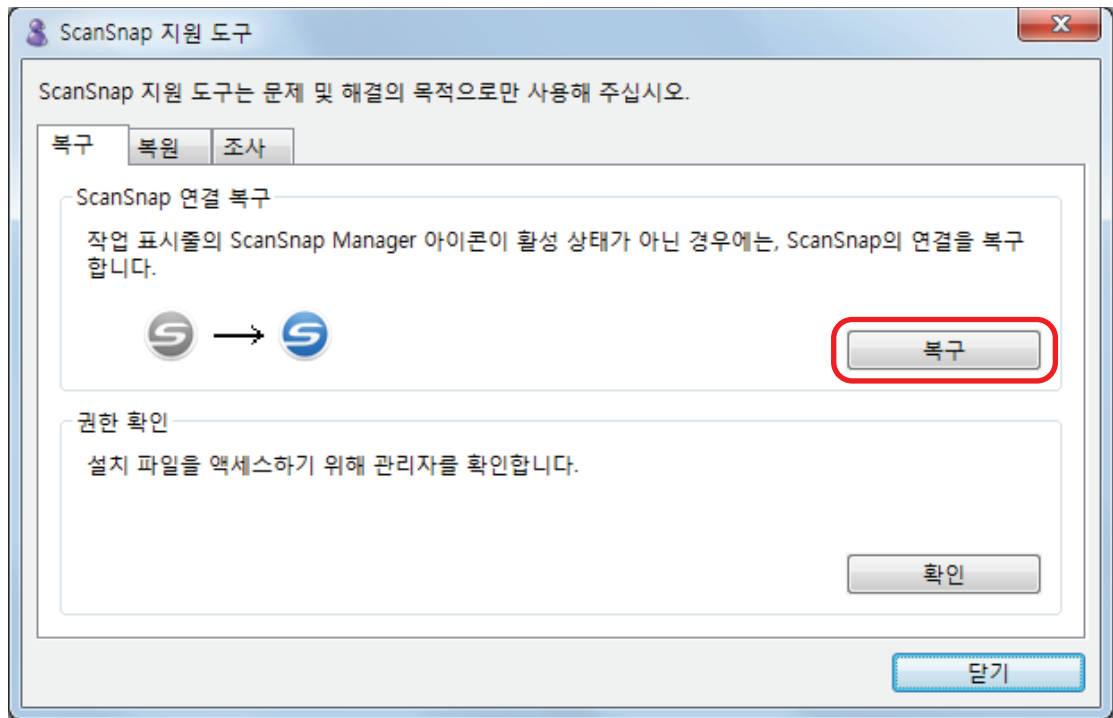 ScanSnap 지원 도구
ScanSnap 지원 도구는 문제 및 해결의 목적으로만 사용해 주십시오.
복구 복원 조사
ScanSnap 연결 복구
작업 표시줄의 ScanSnap Manager 아이콘이 활성 상태가 아닌 경우에는, ScanSnap의 연결을 복구
합니다.
복구
권한 확인
설치 파일을 액세스하기 위해 관리자를 확인합니다.
확인
닫기